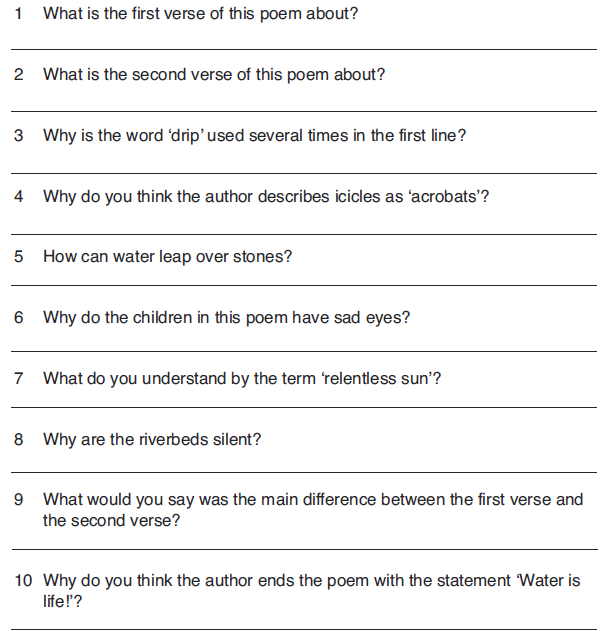 1 What is the first verse of this poem about?
2 What is the second verse of this poem about?
3 Why is the word ‘drip’ used several times in the first line?
4 Why do you think the author describes icicles as ‘acrobats’?
5 How can water leap over stones?
6 Why do the children in this poem have sad eyes?
7 What do you understand by the term ‘relentless sun’?
8 Why are the riverbeds silent?
9 What would you say was the main difference between the first verse and
the second verse?
10 Why do you think the author ends the poem with the statement ‘Water is
life!’?